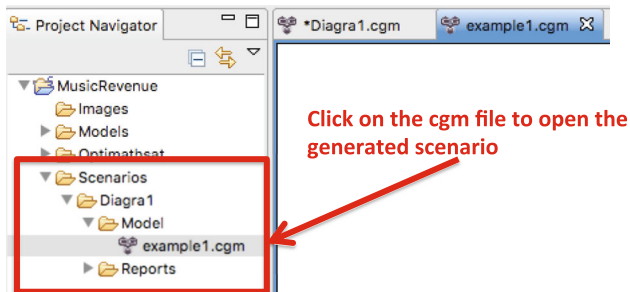 Project Navigator
*Diagra1.cgm
example1.cgm
MusicRevenue
Images
Models
Optimathsat
Scenarios
Diagra1
Model
example1.cgm
Reports
Click on the cgm file to open the
generated scenario